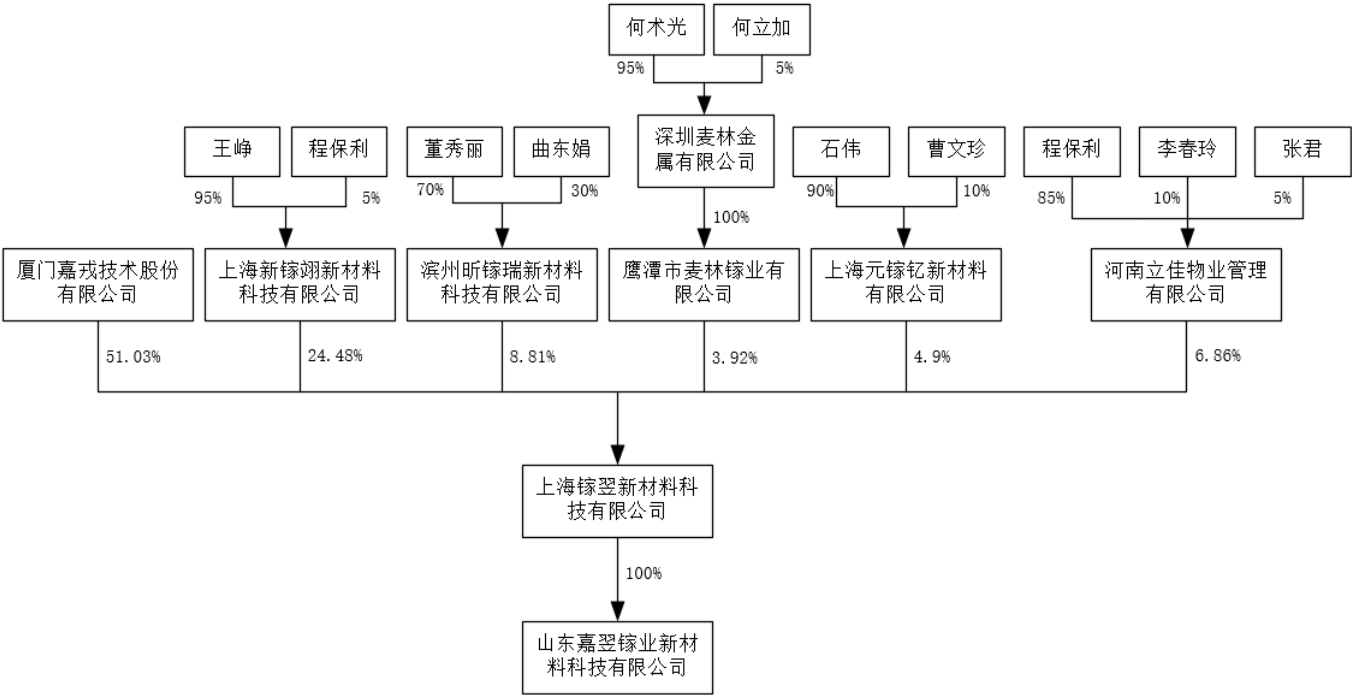 何术光
何立加
95%
5%
王峥
程保利
董秀丽
曲东娟
深圳麦林金
属有限公司
石伟
曹文珍
程保利
李春玲
张君
95%
5%
70%
30%
100%
90%
10%
85%
10%
5%
厦门嘉戎技术股份
有限公司
上海新镓翊新材料
科技有限公司
滨州昕镓瑞新材料
科技有限公司
鹰潭市麦林镓业有
限公司
上海元镓钇新材料
有限公司
河南立佳物业管理
有限公司
51.03%
24.48%
8.81%
3.92%
4.9%
6.86%
上海镓翌新材料科
技有限公司
100%
山东嘉翌镓业新材
料科技有限公司